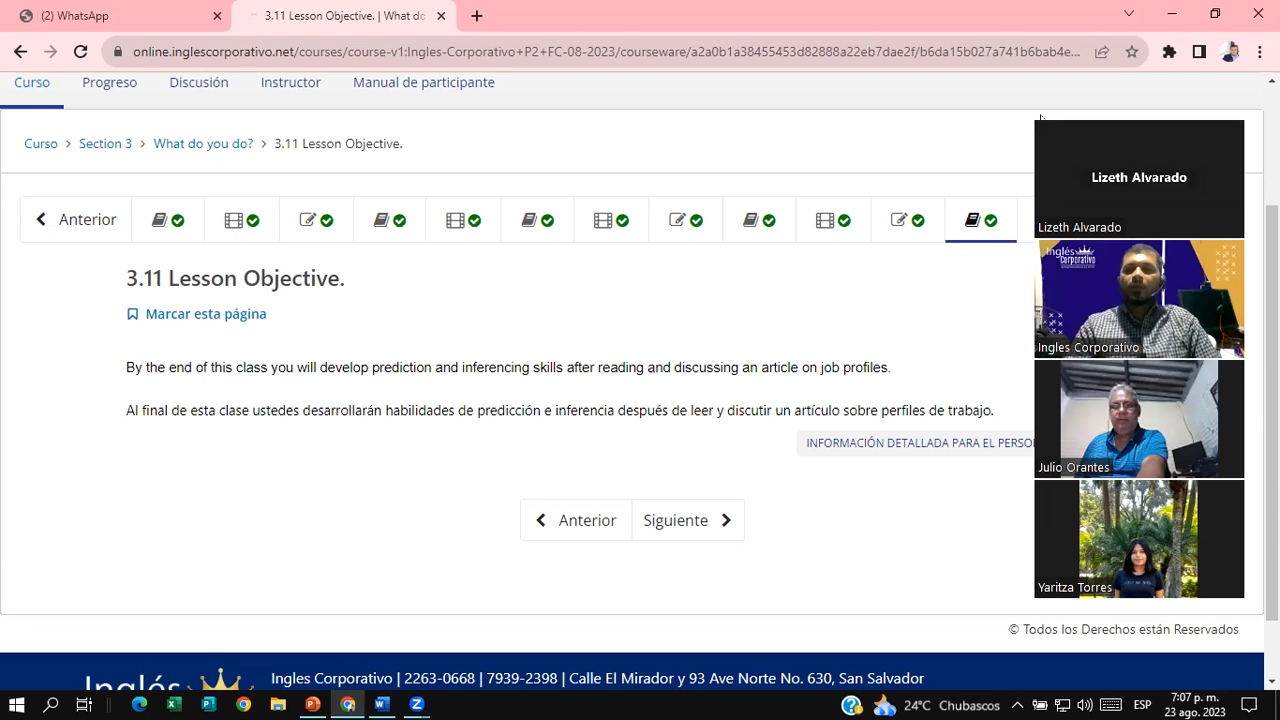 (2) WhatsApp
3.11 Lesson Objective. | What do
online.inglescorporativo.net/courses/course-v1:Ingles-Corporativo+P2+FC-08-2023/courseware/a2a0b1a38455453d82888a22eb7dae2f/b6da15b027a741b6bab4e...
Curso Progreso Discusión Instructor Manual de participante
Curso > Section 3 > What do you do? > 3.11 Lesson Objective.
Anterior
3.11 Lesson Objective.
Marcar esta página
By the end of this class you will develop prediction and inferencing skills after reading and discussing an article on job profiles.
Al final de esta clase ustedes desarrollarán habilidades de predicción e inferencia después de leer y discutir un artículo sobre perfiles de trabajo.
INFORMACIÓN DETALLADA PARA EL PERSO
Anterior Siguiente
Lizeth Alvarado
Lizeth Alvarado
Inglés
Corporativo
Ingles Corporativo
Julio Orantes
Yaritza Torres
© Todos los Derechos están Reservados
Inglés
Ingles Corporativo | 2263-0668 | 7939-2398 | Calle El Mirador y 93 Ave Norte No. 630, San Salvador
24°C Chubascos
ESP
7:07 p. m.
23 ago. 2023